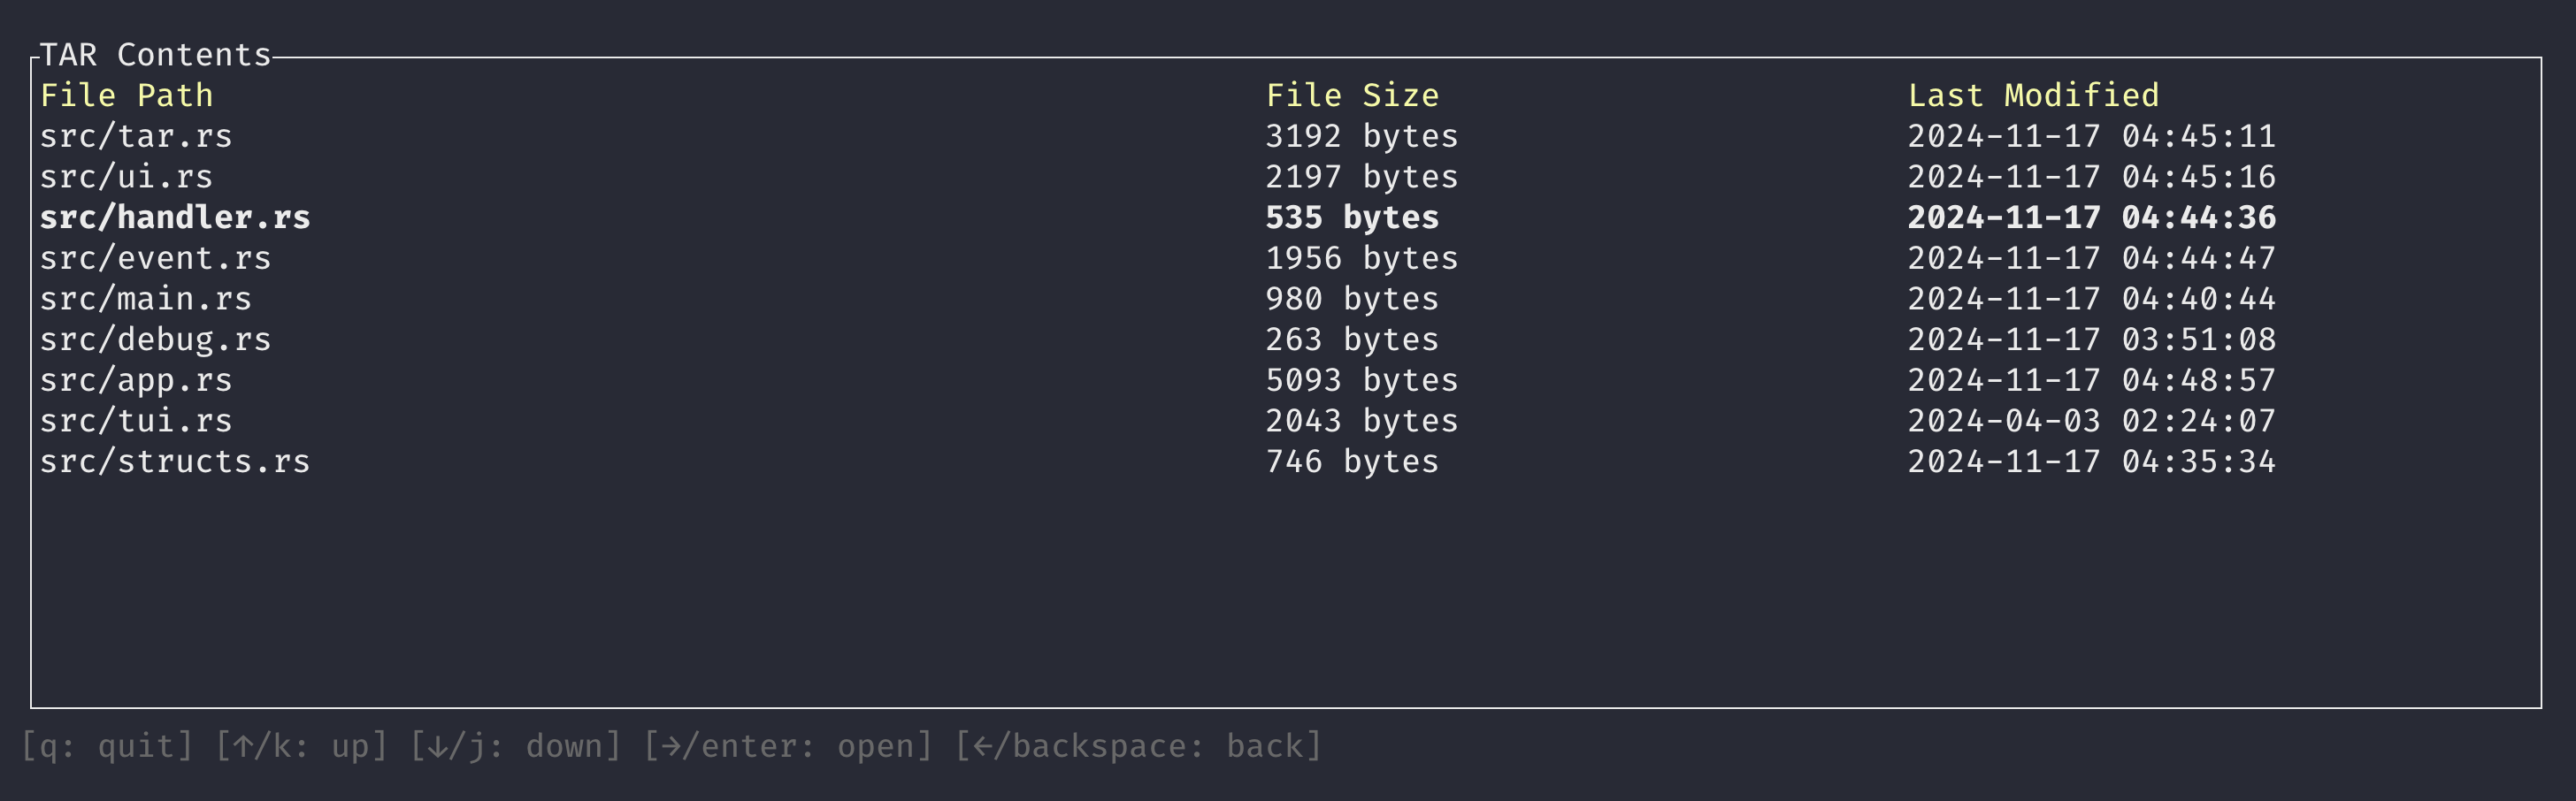 TAR Contents
File Path File Size Last Modified
src/tar.rs 3192 bytes 2024-11-17 04:45:11
src/ui.rs 2197 bytes 2024-11-17 04:45:16
src/handler.rs 535 bytes 2024-11-17 04:44:36
src/event.rs 1956 bytes 2024-11-17 04:44:47
src/main.rs 980 bytes 2024-11-17 04:40:44
src/debug.rs 263 bytes 2024-11-17 03:51:08
src/app.rs 5093 bytes 2024-11-17 04:48:57
src/tui.rs 2043 bytes 2024-04-03 02:24:07
src/structs.rs 746 bytes 2024-11-17 04:35:34
[q: quit] [↑/k: up] [↓/j: down] [→/enter: open] [←/backspace: back]